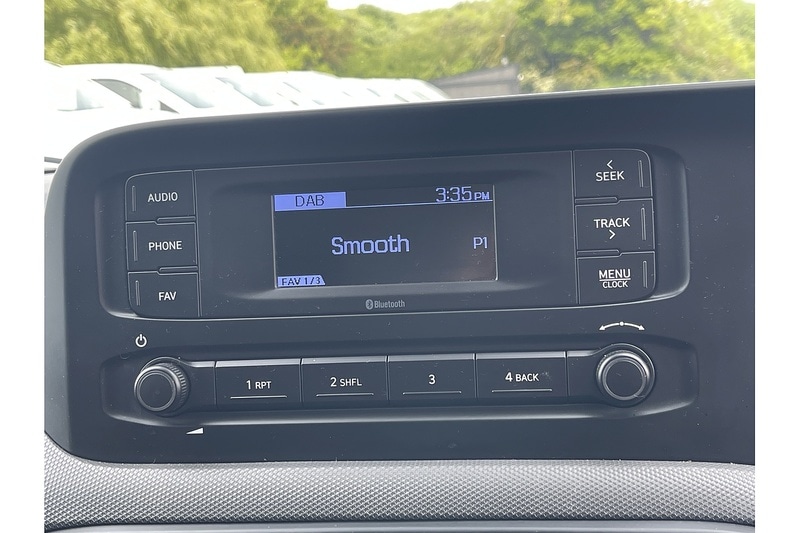 AUDIO
PHONE
FAV
DAB 3:35 PM
Smooth P1
FAV 1/3
Bluetooth
< SEEK
TRACK >
MENU
CLOCK
1 RPT
2 SHFL
3
4 BACK